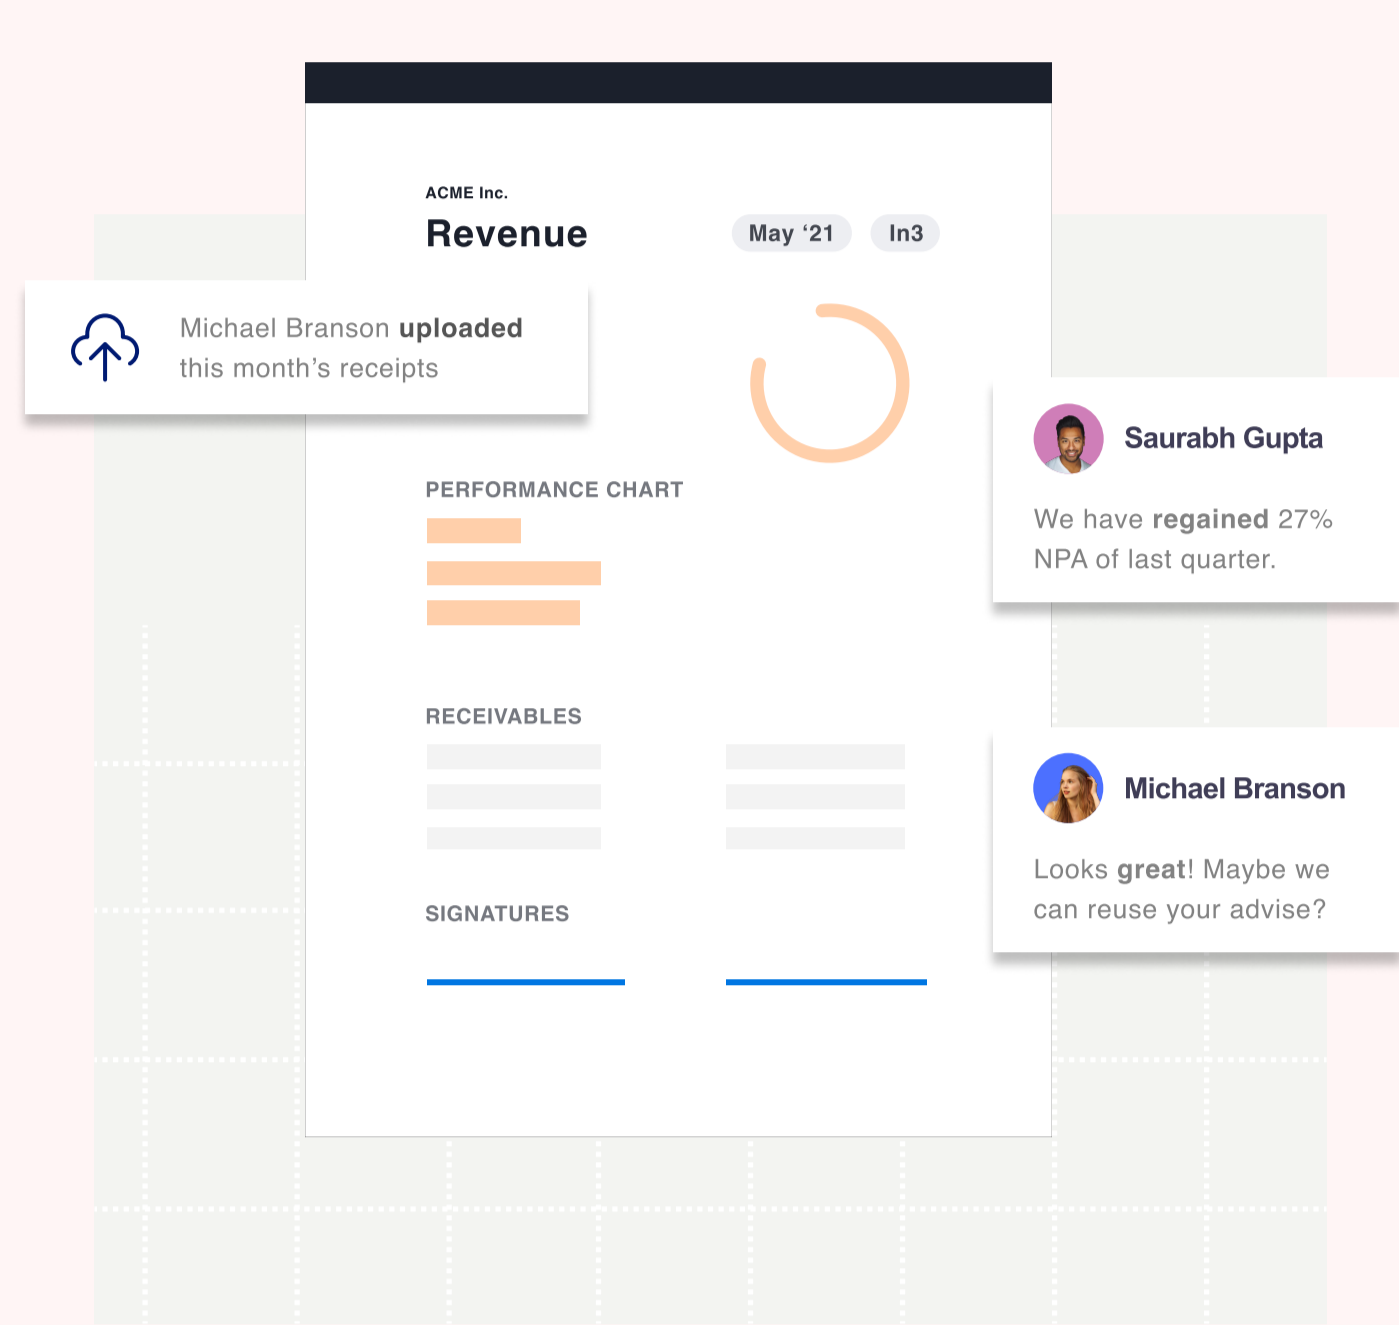 ACME Inc.
Revenue
May ‘21
In3
Michael Branson uploaded
this month’s receipts
PERFORMANCE CHART
Saurabh Gupta
We have regained 27%
NPA of last quarter.
RECEIVABLES
Michael Branson
Looks great! Maybe we
can reuse your advise?
SIGNATURES